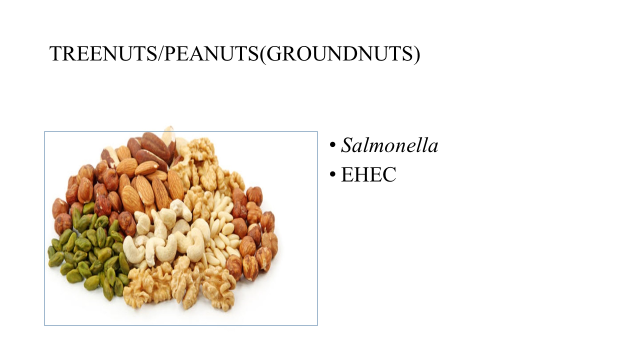 TREENUTS/PEANUTS(GROUNDNUTS)
• Salmonella
• EHEC